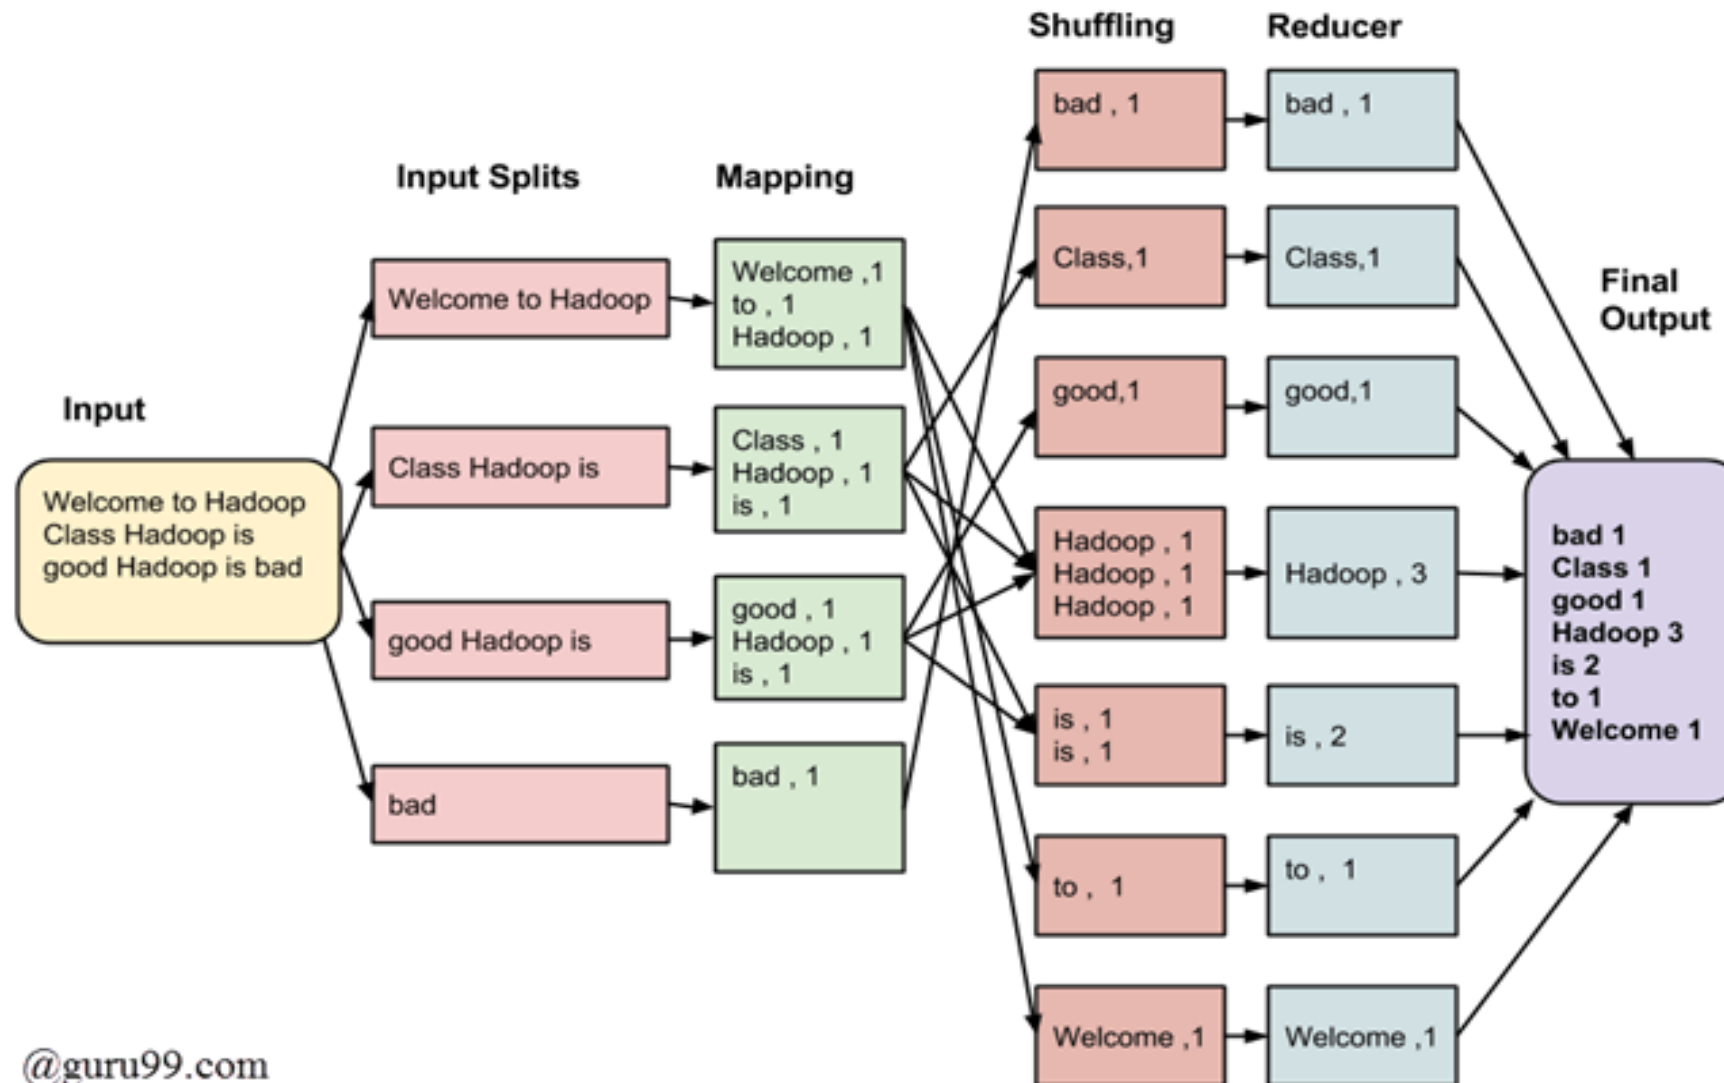 Input
Welcome to Hadoop
Class Hadoop is
good Hadoop is bad
Input Splits
Welcome to Hadoop
Class Hadoop is
good Hadoop is
bad
Mapping
Welcome ,1
to , 1
Hadoop , 1
Class , 1
Hadoop , 1
is , 1
good , 1
Hadoop , 1
is , 1
bad , 1
Shuffling
bad , 1
Class,1
good,1
Hadoop , 1
Hadoop , 1
Hadoop , 1
is , 1
is , 1
to , 1
Welcome ,1
Reducer
bad , 1
Class,1
good,1
Hadoop , 3
is , 2
to , 1
Welcome ,1
Final
Output
bad 1
Class 1
good 1
Hadoop 3
is 2
to 1
Welcome 1
@guru99.com